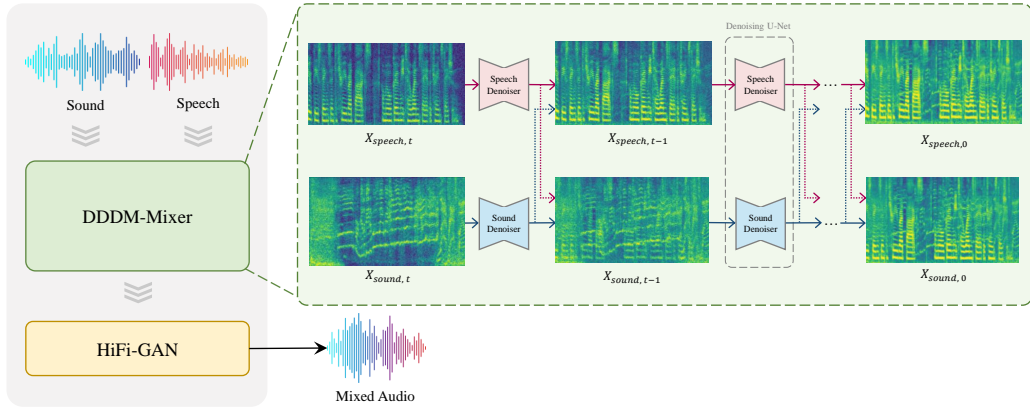 Sound
Speech
DDDM-Mixer
HiFi-GAN
Mixed Audio
Denoising U-Net
Speech
Denoiser
Speech
Denoiser
...
X_speech, t
X_speech, t−1
X_speech,0
Sound
Denoiser
Sound
Denoiser
...
X_sound, t
X_sound, t−1
X_sound, 0